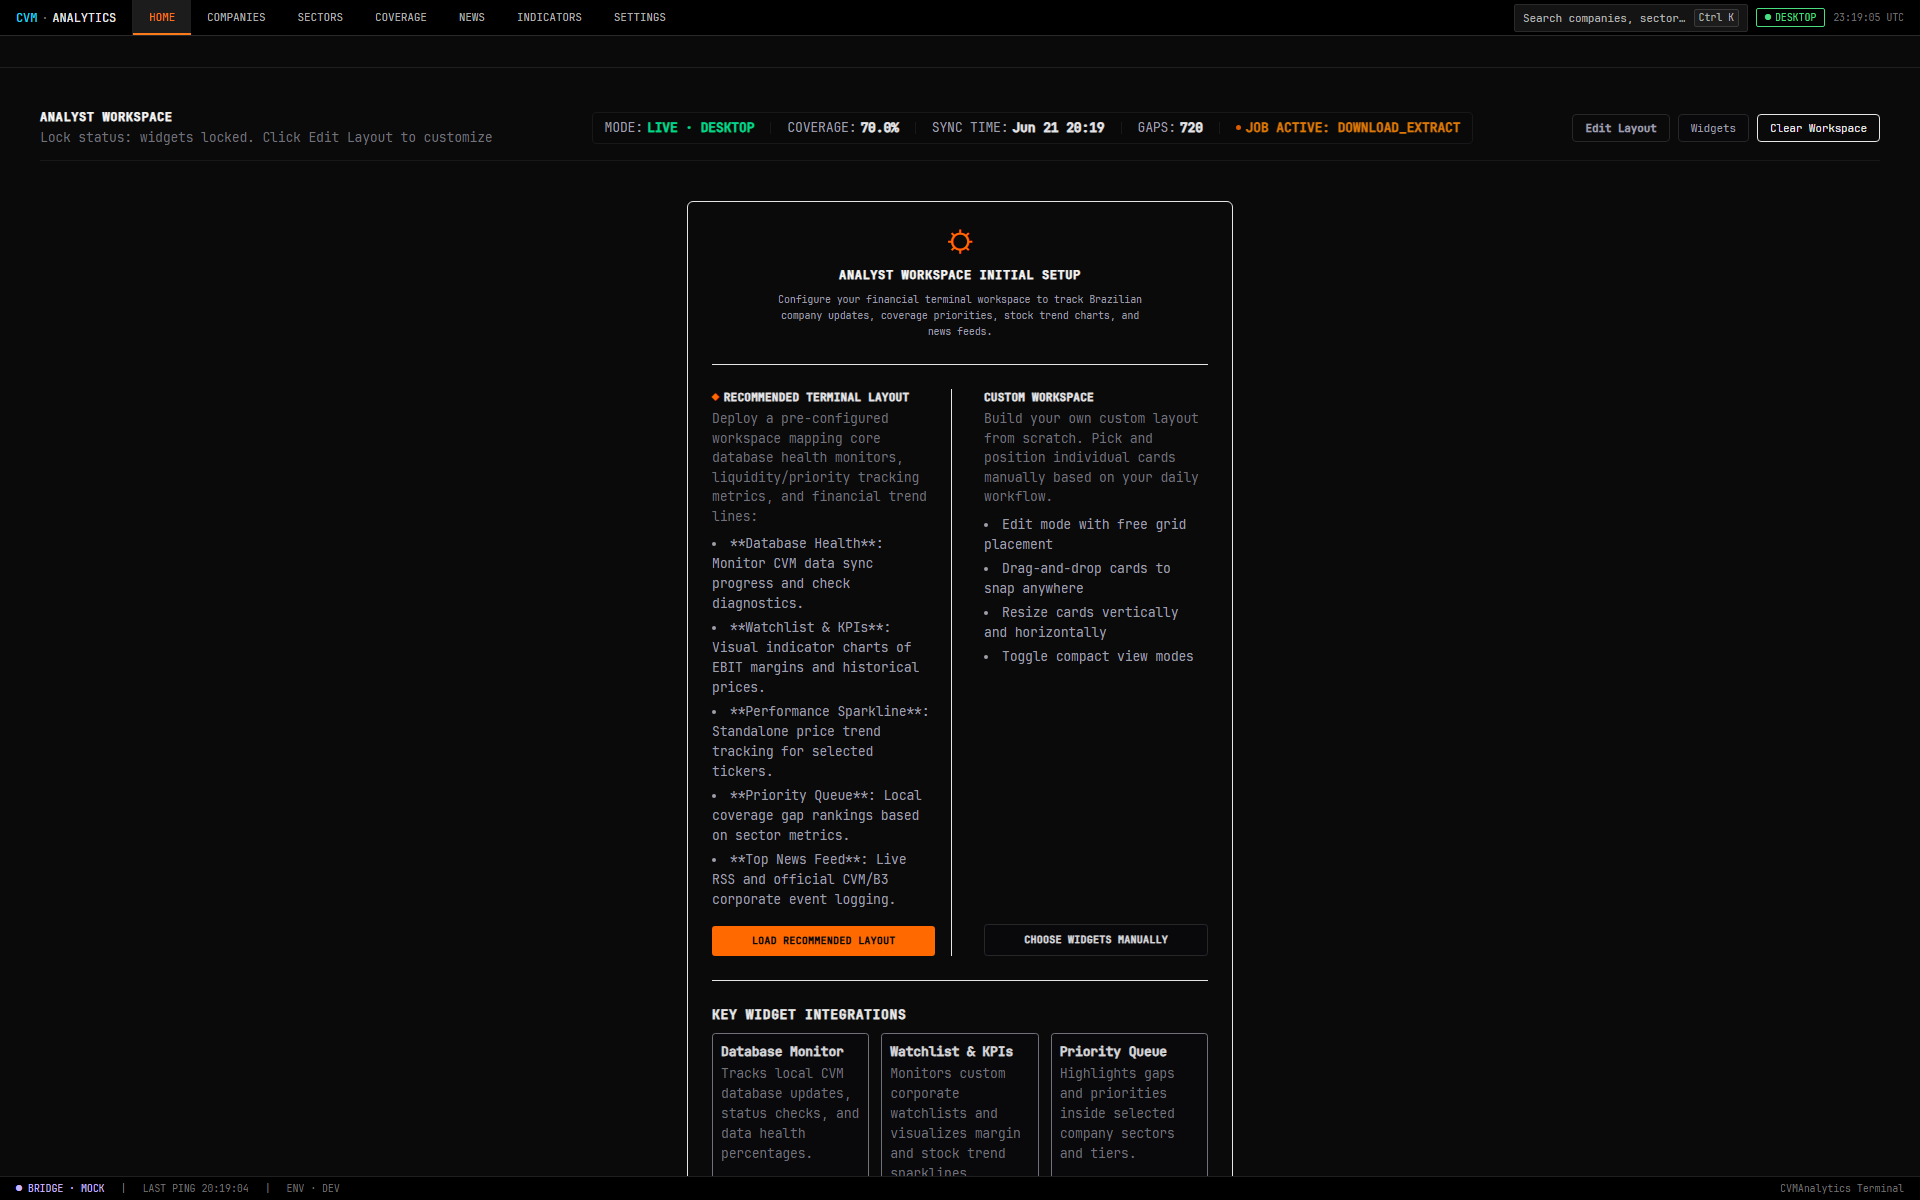 CVM · ANALYTICS HOME COMPANIES SECTORS COVERAGE NEWS INDICATORS SETTINGS Search companies, sector… Ctrl K DESKTOP 23:19:05 UTC
ANALYST WORKSPACE
Lock status: widgets locked. Click Edit Layout to customize
MODE: LIVE · DESKTOP COVERAGE: 70.0% SYNC TIME: Jun 21 20:19 GAPS: 720 JOB ACTIVE: DOWNLOAD_EXTRACT
Edit Layout Widgets Clear Workspace
ANALYST WORKSPACE INITIAL SETUP
Configure your financial terminal workspace to track Brazilian
company updates, coverage priorities, stock trend charts, and
news feeds.
◆ RECOMMENDED TERMINAL LAYOUT
Deploy a pre-configured
workspace mapping core
database health monitors,
liquidity/priority tracking
metrics, and financial trend
lines:
• **Database Health**:
Monitor CVM data sync
progress and check
diagnostics.
• **Watchlist & KPIs**:
Visual indicator charts of
EBIT margins and historical
prices.
• **Performance Sparkline**:
Standalone price trend
tracking for selected
tickers.
• **Priority Queue**: Local
coverage gap rankings based
on sector metrics.
• **Top News Feed**: Live
RSS and official CVM/B3
corporate event logging.
LOAD RECOMMENDED LAYOUT
CUSTOM WORKSPACE
Build your own custom layout
from scratch. Pick and
position individual cards
manually based on your daily
workflow.
• Edit mode with free grid
placement
• Drag-and-drop cards to
snap anywhere
• Resize cards vertically
and horizontally
• Toggle compact view modes
CHOOSE WIDGETS MANUALLY
KEY WIDGET INTEGRATIONS
Database Monitor
Tracks local CVM
database updates,
status checks, and
data health
percentages.
Watchlist & KPIs
Monitors custom
corporate
watchlists and
visualizes margin
and stock trend
sparklines
Priority Queue
Highlights gaps
and priorities
inside selected
company sectors
and tiers.
BRIDGE · MOCK | LAST PING 20:19:04 | ENV · DEV CVMAnalytics Terminal